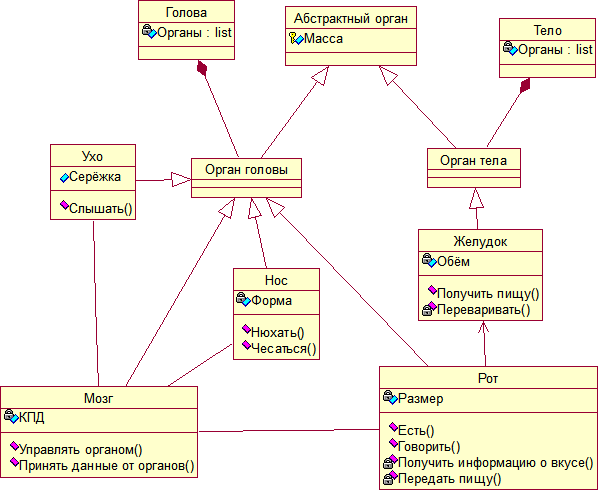 Голова
Органы : list
Абстрактный орган
Масса
Тело
Органы : list
Ухо
Серёжка
Слышать()
Орган головы
Орган тела
Желудок
Обём
Получить пищу()
Переваривать()
Нос
Форма
Нюхать()
Чесаться()
Мозг
КПД
Управлять органом()
Принять данные от органов()
Рот
Размер
Есть()
Говорить()
Получить информацию о вкусе()
Передать пищу()